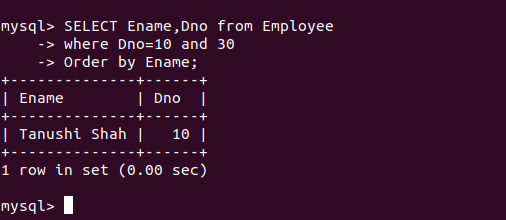 mysql> SELECT Ename,Dno from Employee
    -> where Dno=10 and 30
    -> Order by Ename;
+--------------+------+
| Ename        | Dno  |
+--------------+------+
| Tanushi Shah |   10 |
+--------------+------+
1 row in set (0.00 sec)
mysql>